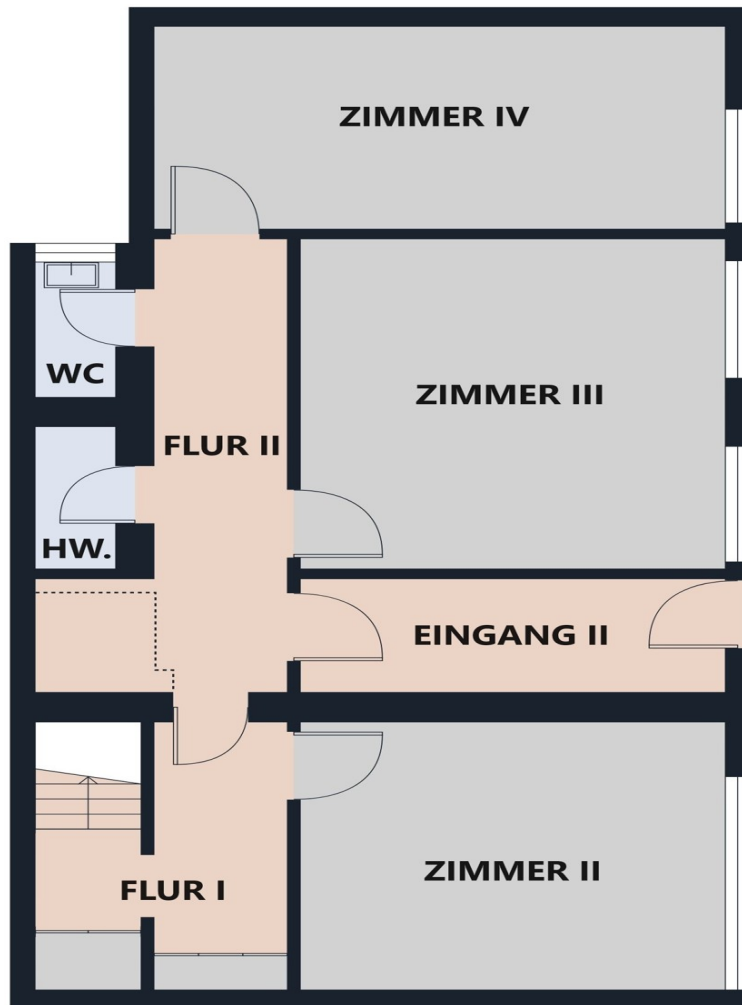 ZIMMER IV
WC
ZIMMER III
FLUR II
HW.
EINGANG II
ZIMMER II
FLUR I